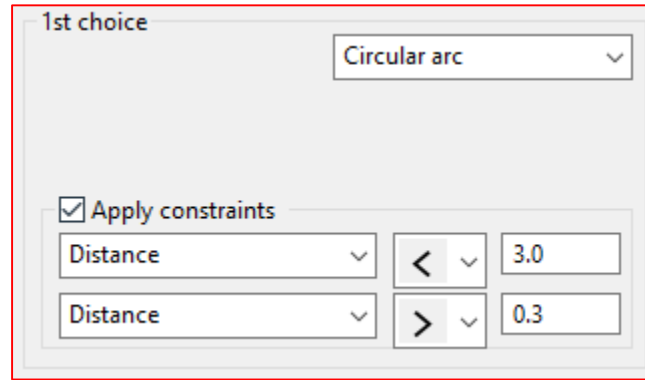 1st choice
Circular arc
Apply constraints
Distance < 3.0
Distance > 0.3